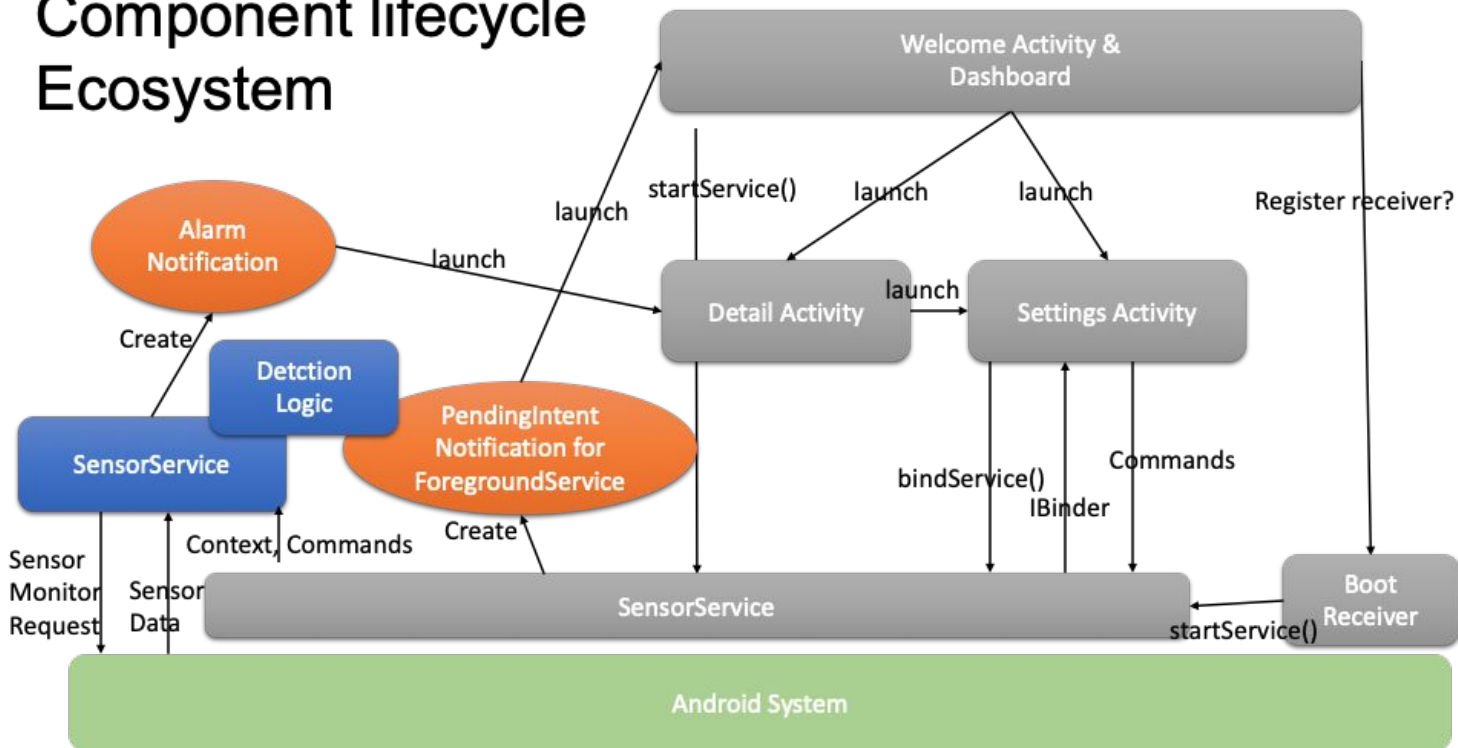 Component lifecycle
Ecosystem
Welcome Activity &
Dashboard
startService()
launch
launch
launch
Register receiver?
Alarm
Notification
launch
Detail Activity
launch
Settings Activity
Create
Detction
Logic
PendingIntent
Notification for
ForegroundService
SensorService
bindService()
IBinder
Commands
Sensor
Monitor
Request
Sensor
Data
Context, Commands
Create
SensorService
Boot
Receiver
startService()
Android System